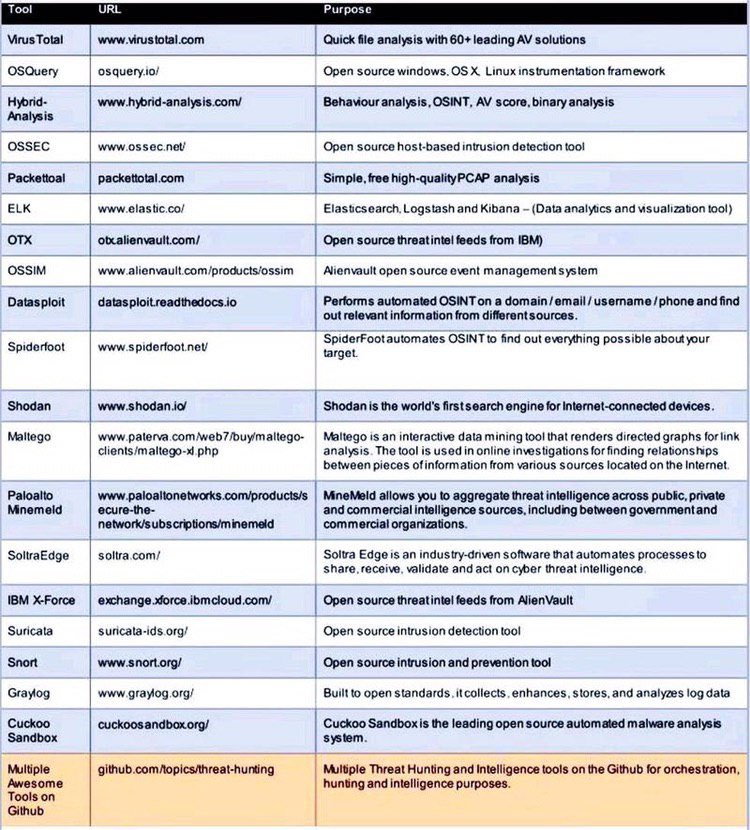 Tool URL Purpose
VirusTotal www.virustotal.com Quick file analysis with 60+ leading AV solutions
OSQuery osquery.io/ Open source windows, OS X, Linux instrumentation framework
Hybrid- www.hybrid-analysis.com/ Behaviour analysis, OSINT, AV score, binary analysis
Analysis
OSSEC www.ossec.net/ Open source host-based intrusion detection tool
Packettoal packettotal.com Simple, free high-quality PCAP analysis
ELK www.elastic.co/ Elasticsearch, Logstash and Kibana – (Data analytics and visualization tool)
OTX otx.alienvault.com/ Open source threat intel feeds from IBM)
OSSIM www.alienvault.com/products/ossim Alienvault open source event management system
Datasploit datasploit.readthedocs.io Performs automated OSINT on a domain / email / username / phone and find
out relevant information from different sources.
Spiderfoot www.spiderfoot.net/ SpiderFoot automates OSINT to find out everything possible about your
target.
Shodan www.shodan.io/ Shodan is the world's first search engine for Internet-connected devices.
Maltego www.paterva.com/web7/buy/maltego- Maltego is an interactive data mining tool that renders directed graphs for link
clients/maltego-xl.php analysis. The tool is used in online investigations for finding relationships
between pieces of information from various sources located on the Internet.
Paloalto www.paloaltonetworks.com/products/s MineMeld allows you to aggregate threat intelligence across public, private
Minemeld ecure-the- and commercial intelligence sources, including between government and
network/subscriptions/minemeld commercial organizations.
SoltraEdge soltra.com/ Soltra Edge is an industry-driven software that automates processes to
share, receive, validate and act on cyber threat intelligence.
IBM X-Force exchange.xforce.ibmcloud.com/ Open source threat intel feeds from AlienVault
Suricata suricata-ids.org/ Open source intrusion detection tool
Snort www.snort.org/ Open source intrusion and prevention tool
Graylog www.graylog.org/ Built to open standards, it collects, enhances, stores, and analyzes log data
Cuckoo cuckoosandbox.org/ Cuckoo Sandbox is the leading open source automated malware analysis
Sandbox system.
Multiple github.com/topics/threat-hunting Multiple Threat Hunting and Intelligence tools on the Github for orchestration,
Awesome hunting and intelligence purposes.
Tools on
Github